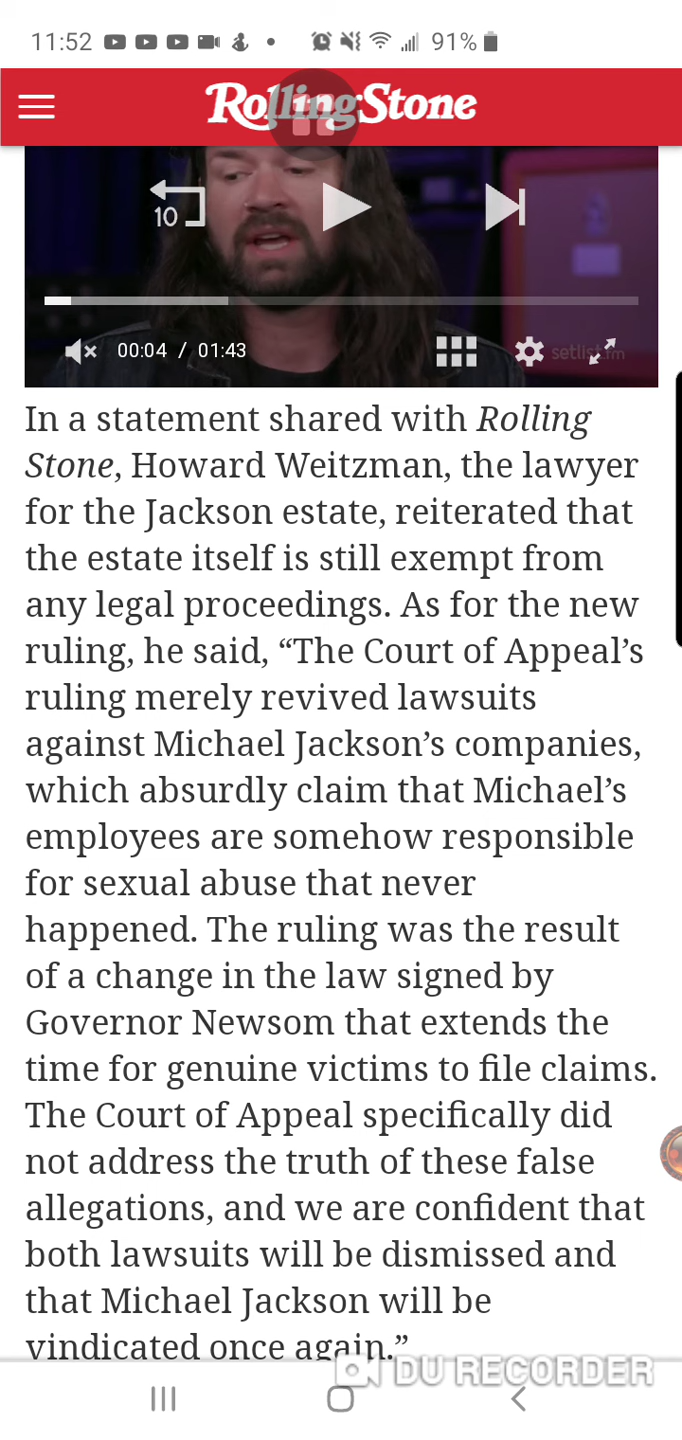 11:52
91%
RollingStone
10
00:04 / 01:43
setlist.fm
In a statement shared with Rolling
Stone, Howard Weitzman, the lawyer
for the Jackson estate, reiterated that
the estate itself is still exempt from
any legal proceedings. As for the new
ruling, he said, “The Court of Appeal’s
ruling merely revived lawsuits
against Michael Jackson’s companies,
which absurdly claim that Michael’s
employees are somehow responsible
for sexual abuse that never
happened. The ruling was the result
of a change in the law signed by
Governor Newsom that extends the
time for genuine victims to file claims.
The Court of Appeal specifically did
not address the truth of these false
allegations, and we are confident that
both lawsuits will be dismissed and
that Michael Jackson will be
vindicated once again.”
DU RECORDER